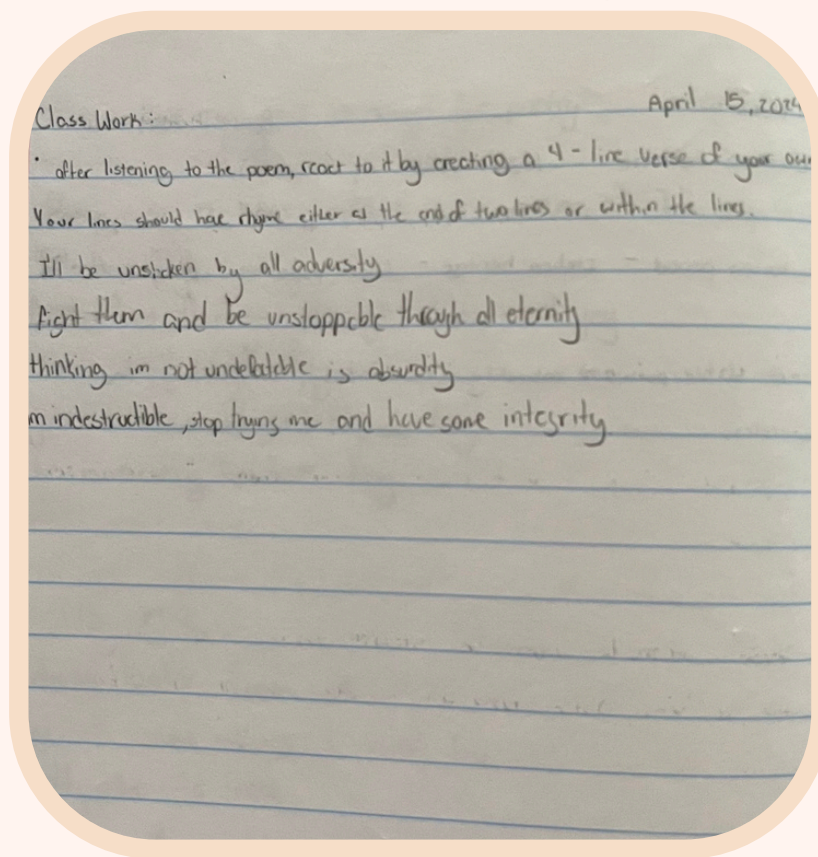 Class Work:
April 15, 2024
• after listening to the poem, react to it by creating a 4-line verse of your own
Your lines should have rhyme either at the end of two lines or within the lines.
I'll be unstricken by all adversity
fight them and be unstoppable through all eternity
thinking im not undefeatable is absurdity
m indestructible, stop trying me and have some integrity